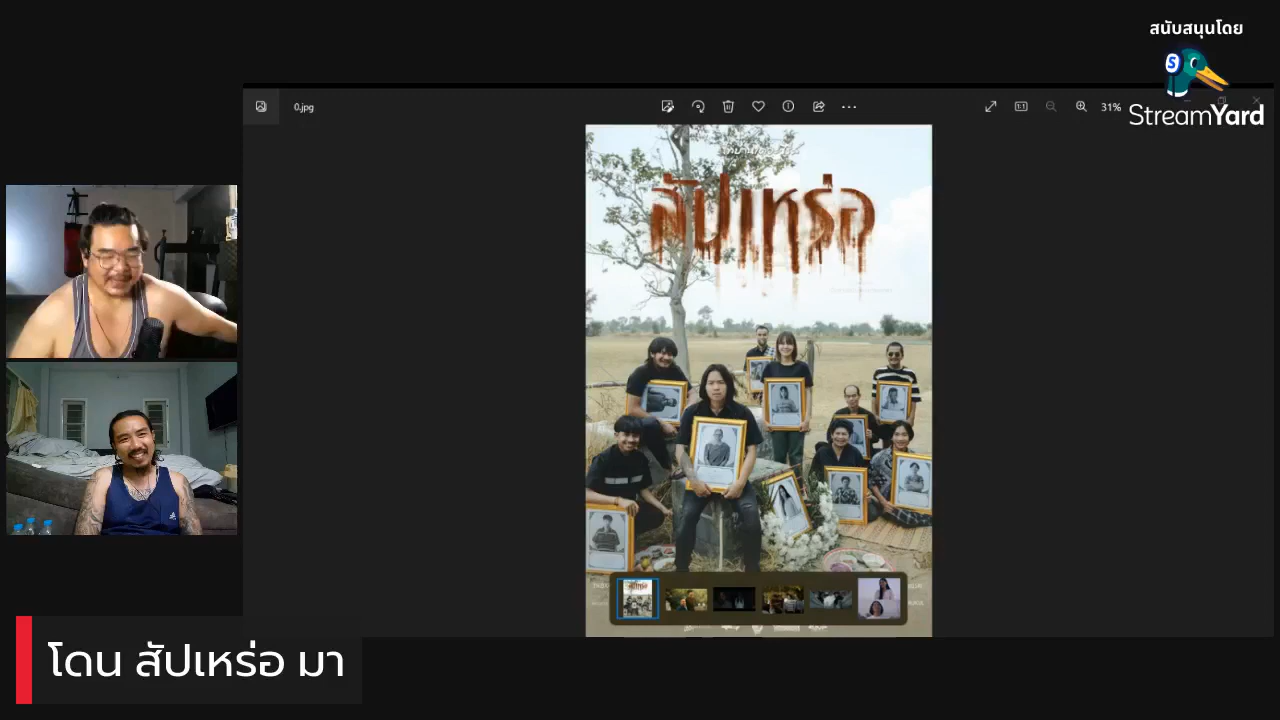 สนับสนุนโดย
S
StreamYard
0.jpg
31%
สัปเหร่อ
โดน สัปเหร่อ มา